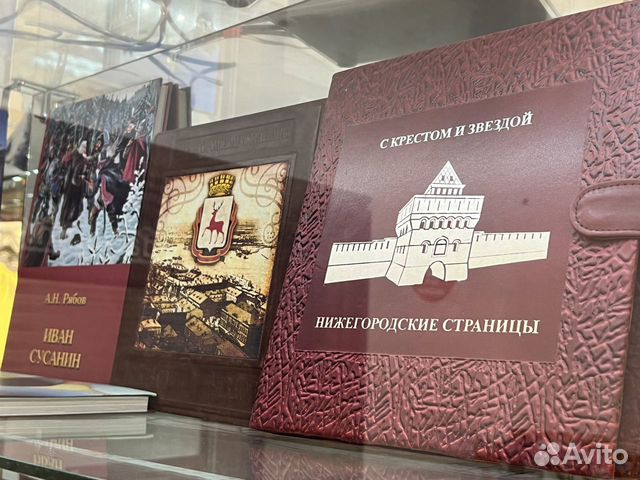 А.Н. Рябов
ИВАН
СУСАНИН
С КРЕСТОМ И ЗВЕЗДОЙ
НИЖЕГОРОДСКИЕ СТРАНИЦЫ
Avito